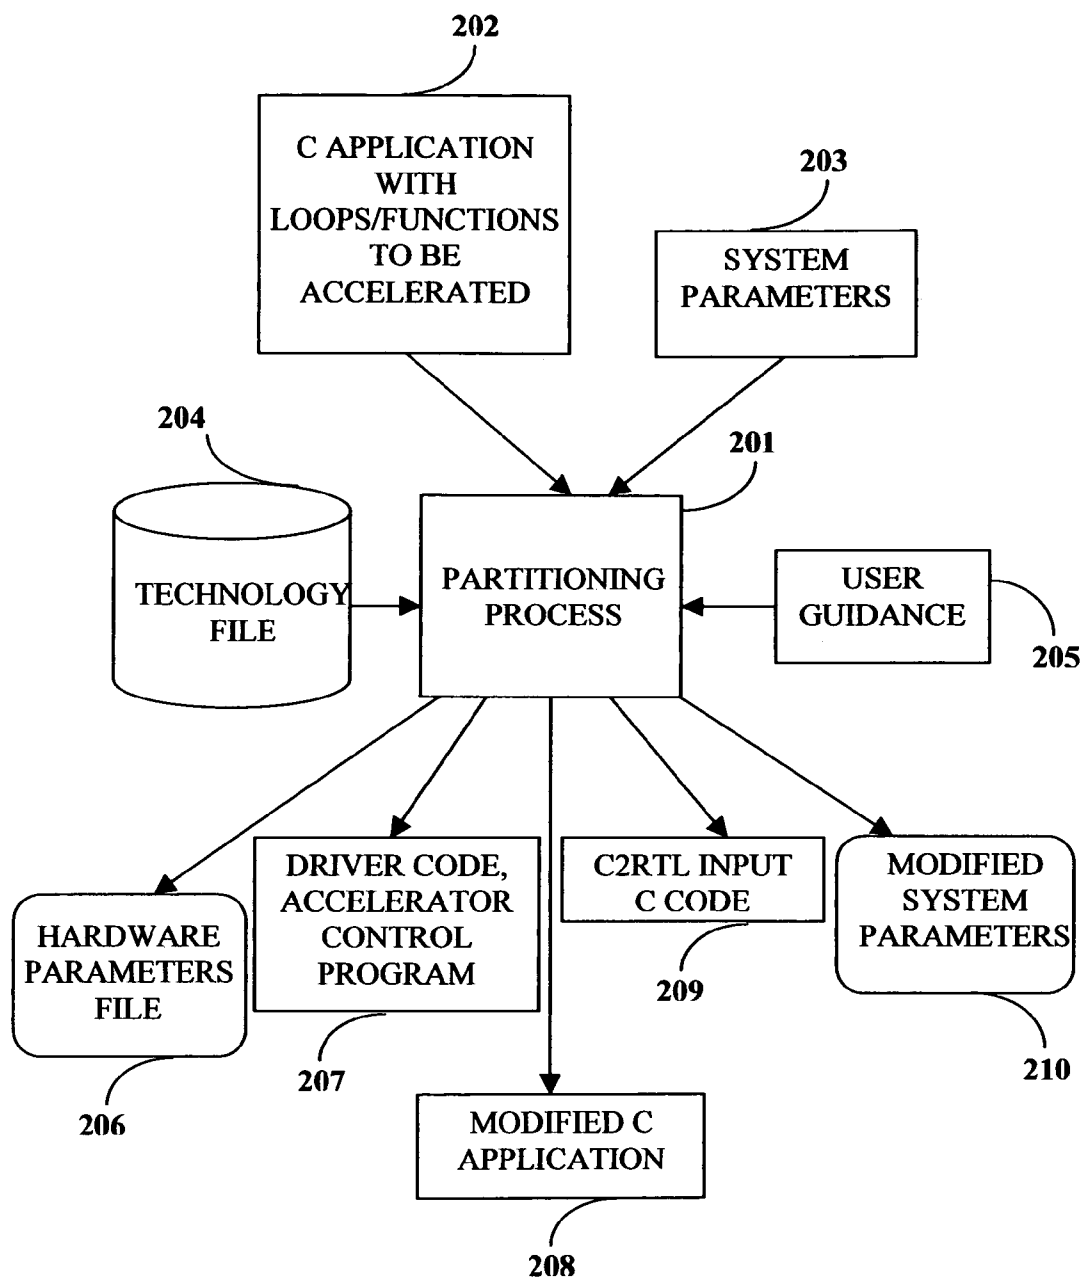 202
C APPLICATION
WITH
LOOPS/FUNCTIONS
TO BE
ACCELERATED
203
SYSTEM
PARAMETERS
204
TECHNOLOGY
FILE
201
PARTITIONING
PROCESS
USER
GUIDANCE
205
HARDWARE
PARAMETERS
FILE
206
DRIVER CODE,
ACCELERATOR
CONTROL
PROGRAM
207
C2RTL INPUT
C CODE
209
MODIFIED
SYSTEM
PARAMETERS
210
MODIFIED C
APPLICATION
208